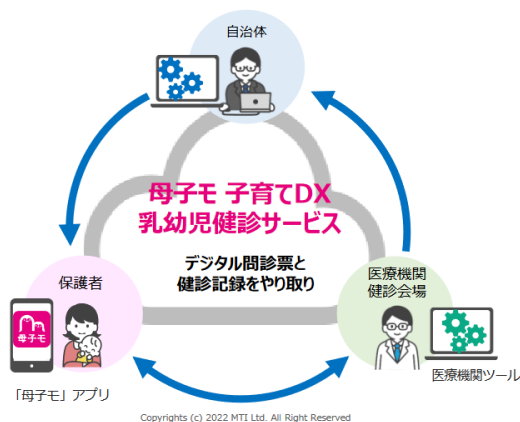 自治体
母子モ 子育てDX
乳幼児健診サービス
デジタル問診票と
健診記録をやり取り
保護者
母子モ
「母子モ」アプリ
医療機関
健診会場
医療機関ツール
Copyrights (c) 2022 MTI Ltd. All Right Reserved